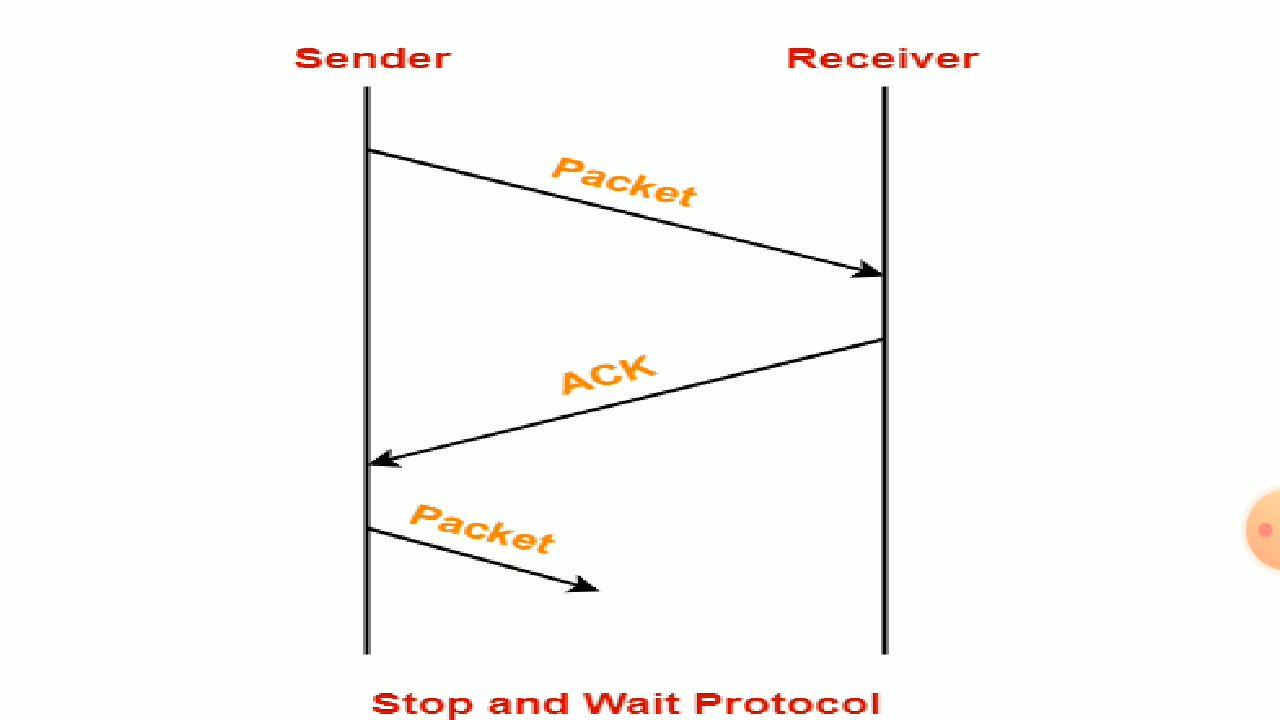 Sender
Receiver
Packet
ACK
Packet
Stop and Wait Protocol